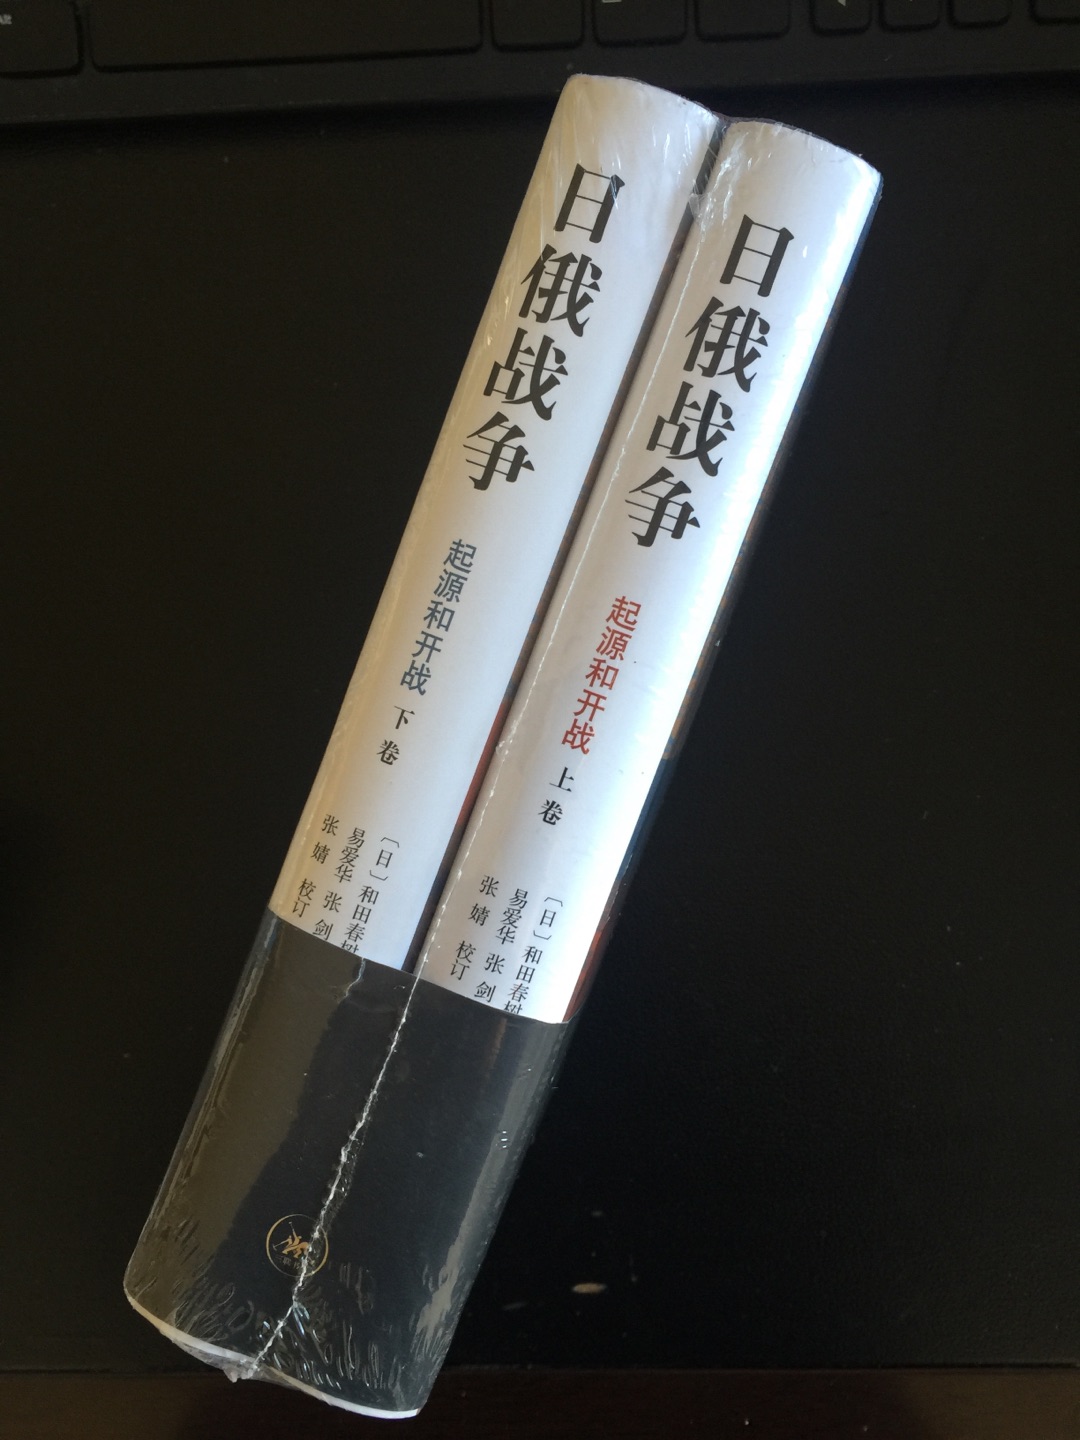 日俄战争
起源和开战
下卷
〔日〕和田春树
易爱华 张剑
张婧 校订
日俄战争
起源和开战
上卷
〔日〕和田春树
易爱华 张剑
张婧 校订